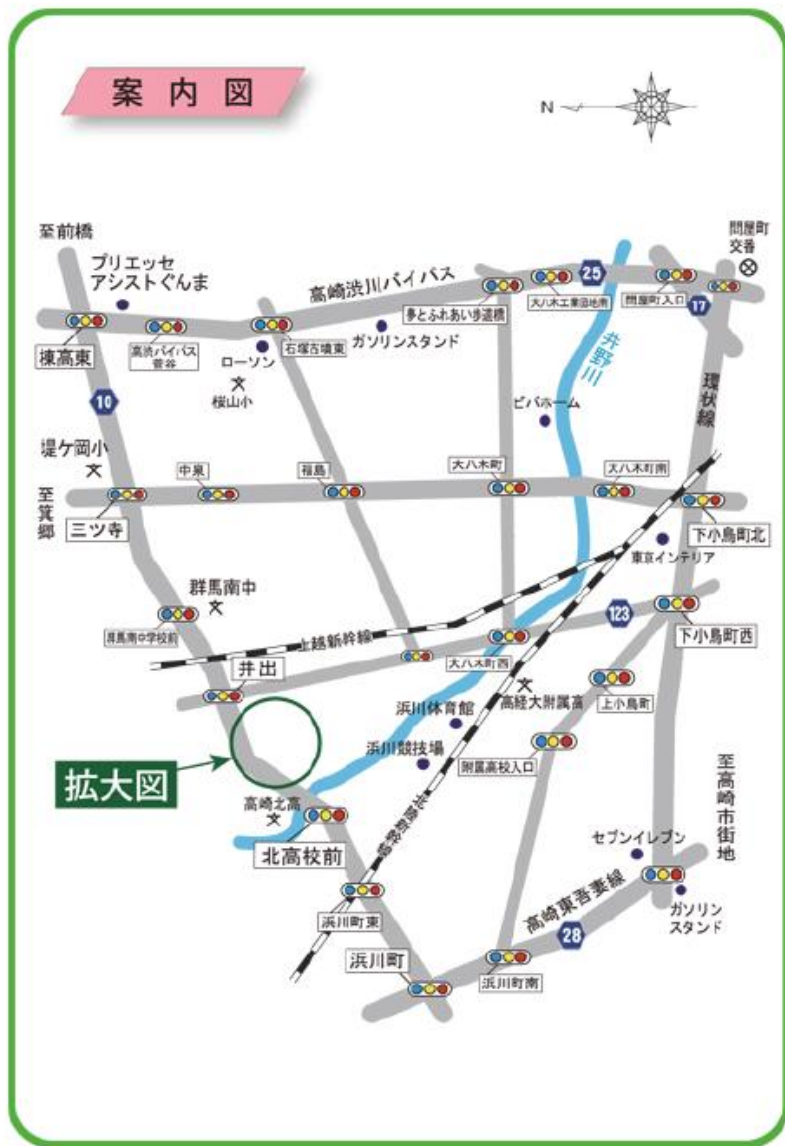 案内図
N
至前橋
プリエッセ
アシストぐんま
高崎渋川バイパス
25
問屋町
交番
夢とふれあい歩道橋
大八木工業団地南
問屋町入口
17
棟高東
高渋バイパス
菅谷
ローソン
石塚古墳東
ガソリンスタンド
井野川
桜山小
環状線
10
ビバホーム
堤ケ岡小
至箕郷
中泉
福島
大八木町
大八木町南
三ツ寺
下小鳥町北
東京インテリア
群馬南中
群馬南中学校前
上越新幹線
123
下小鳥町西
井出
大八木町西
高経大附属高
上小鳥町
浜川体育館
浜川競技場
附属高校入口
拡大図
至高崎市街地
高崎北高
北高校前
北陸新幹線
セブンイレブン
浜川町東
高崎東吾妻線
ガソリン
スタンド
28
浜川町
浜川町南